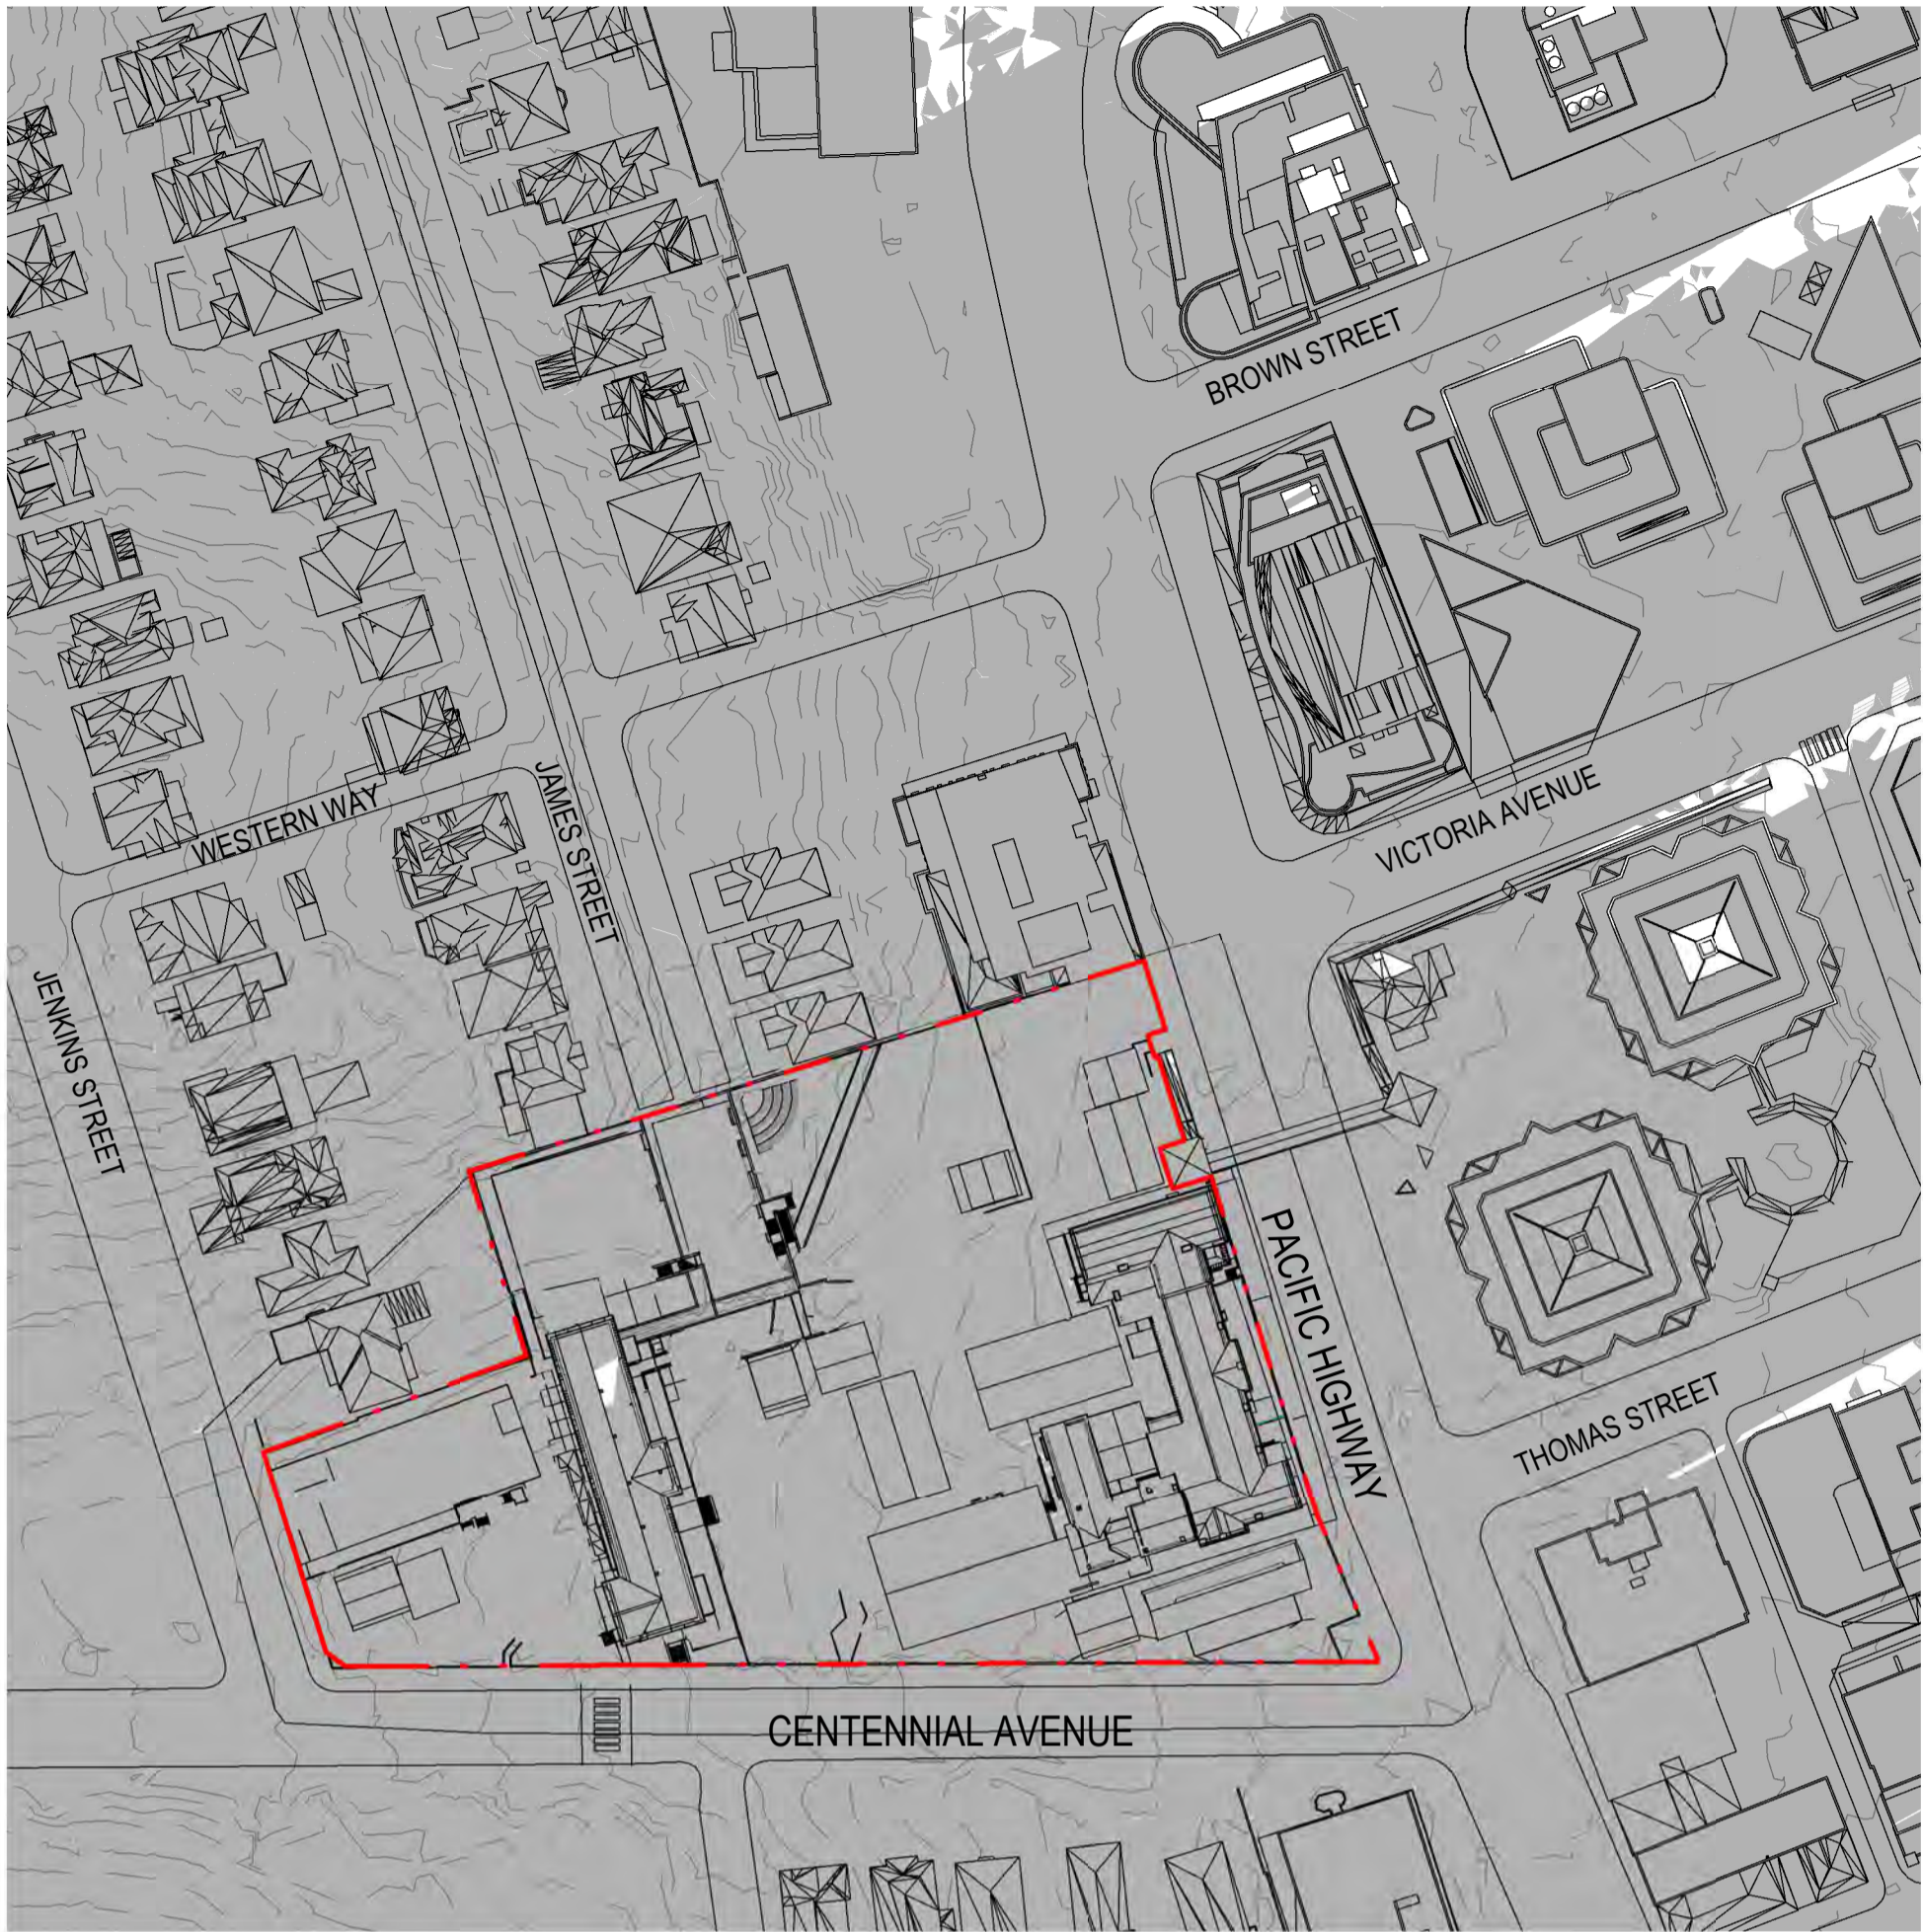 BROWN STREET
WESTERN WAY
JAMES STREET
VICTORIA AVENUE
JENKINS STREET
PACIFIC HIGHWAY
THOMAS STREET
CENTENNIAL AVENUE